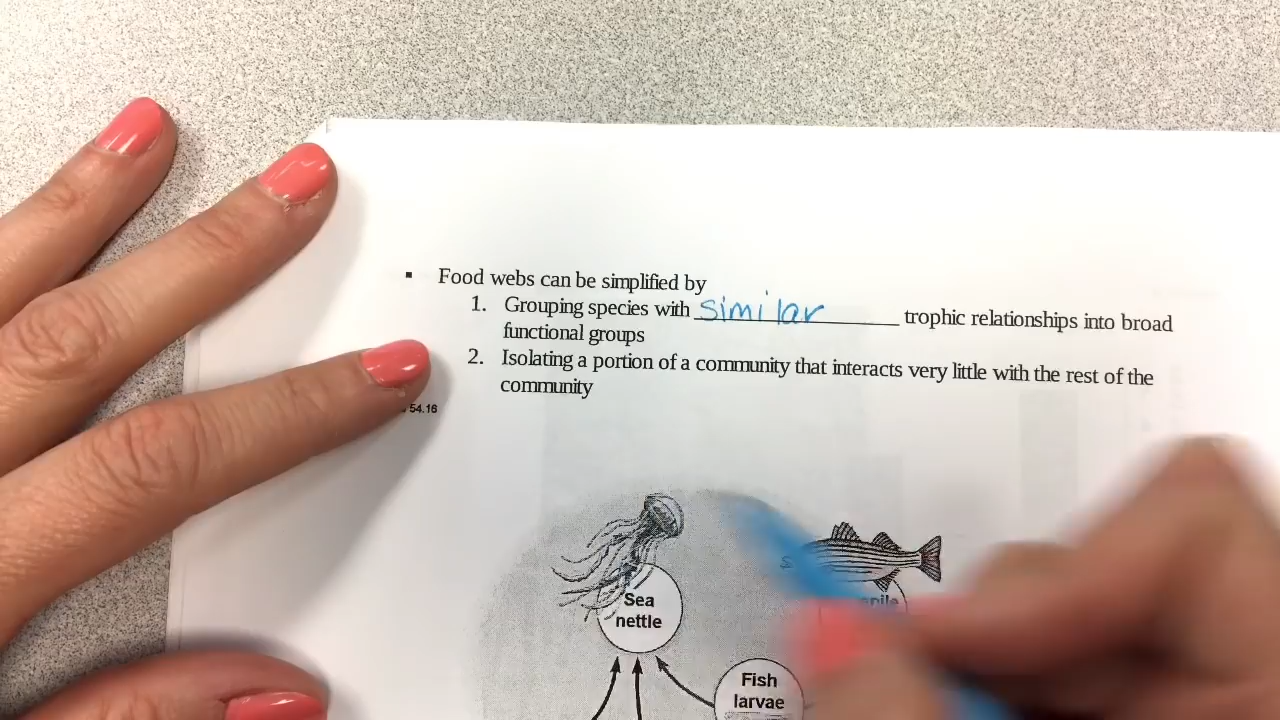 ▪ Food webs can be simplified by
1. Grouping species with similar trophic relationships into broad
functional groups
2. Isolating a portion of a community that interacts very little with the rest of the
community
54.16
Sea
nettle
Fish
larvae